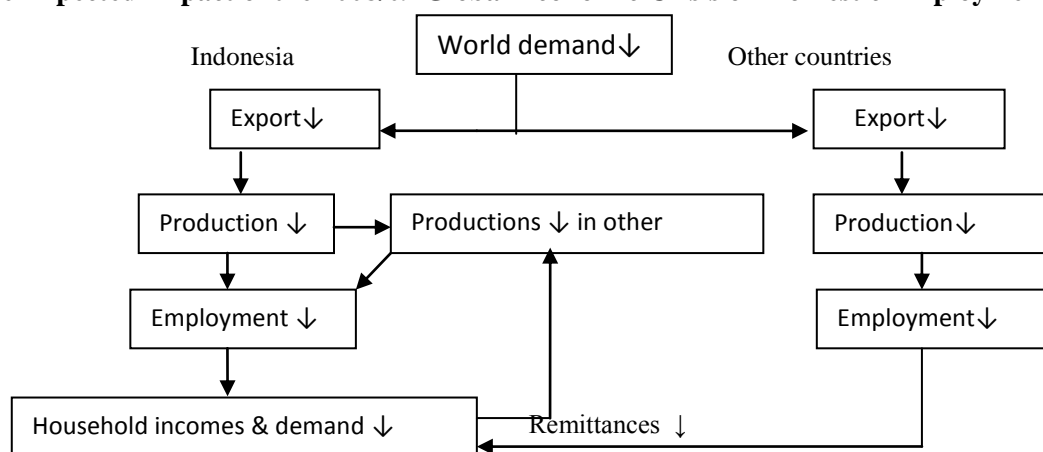 World demand↓
Indonesia
Other countries
Export↓
Export↓
Production ↓
Productions ↓ in other
Production↓
Employment ↓
Employment↓
Household incomes & demand ↓
Remittances ↓